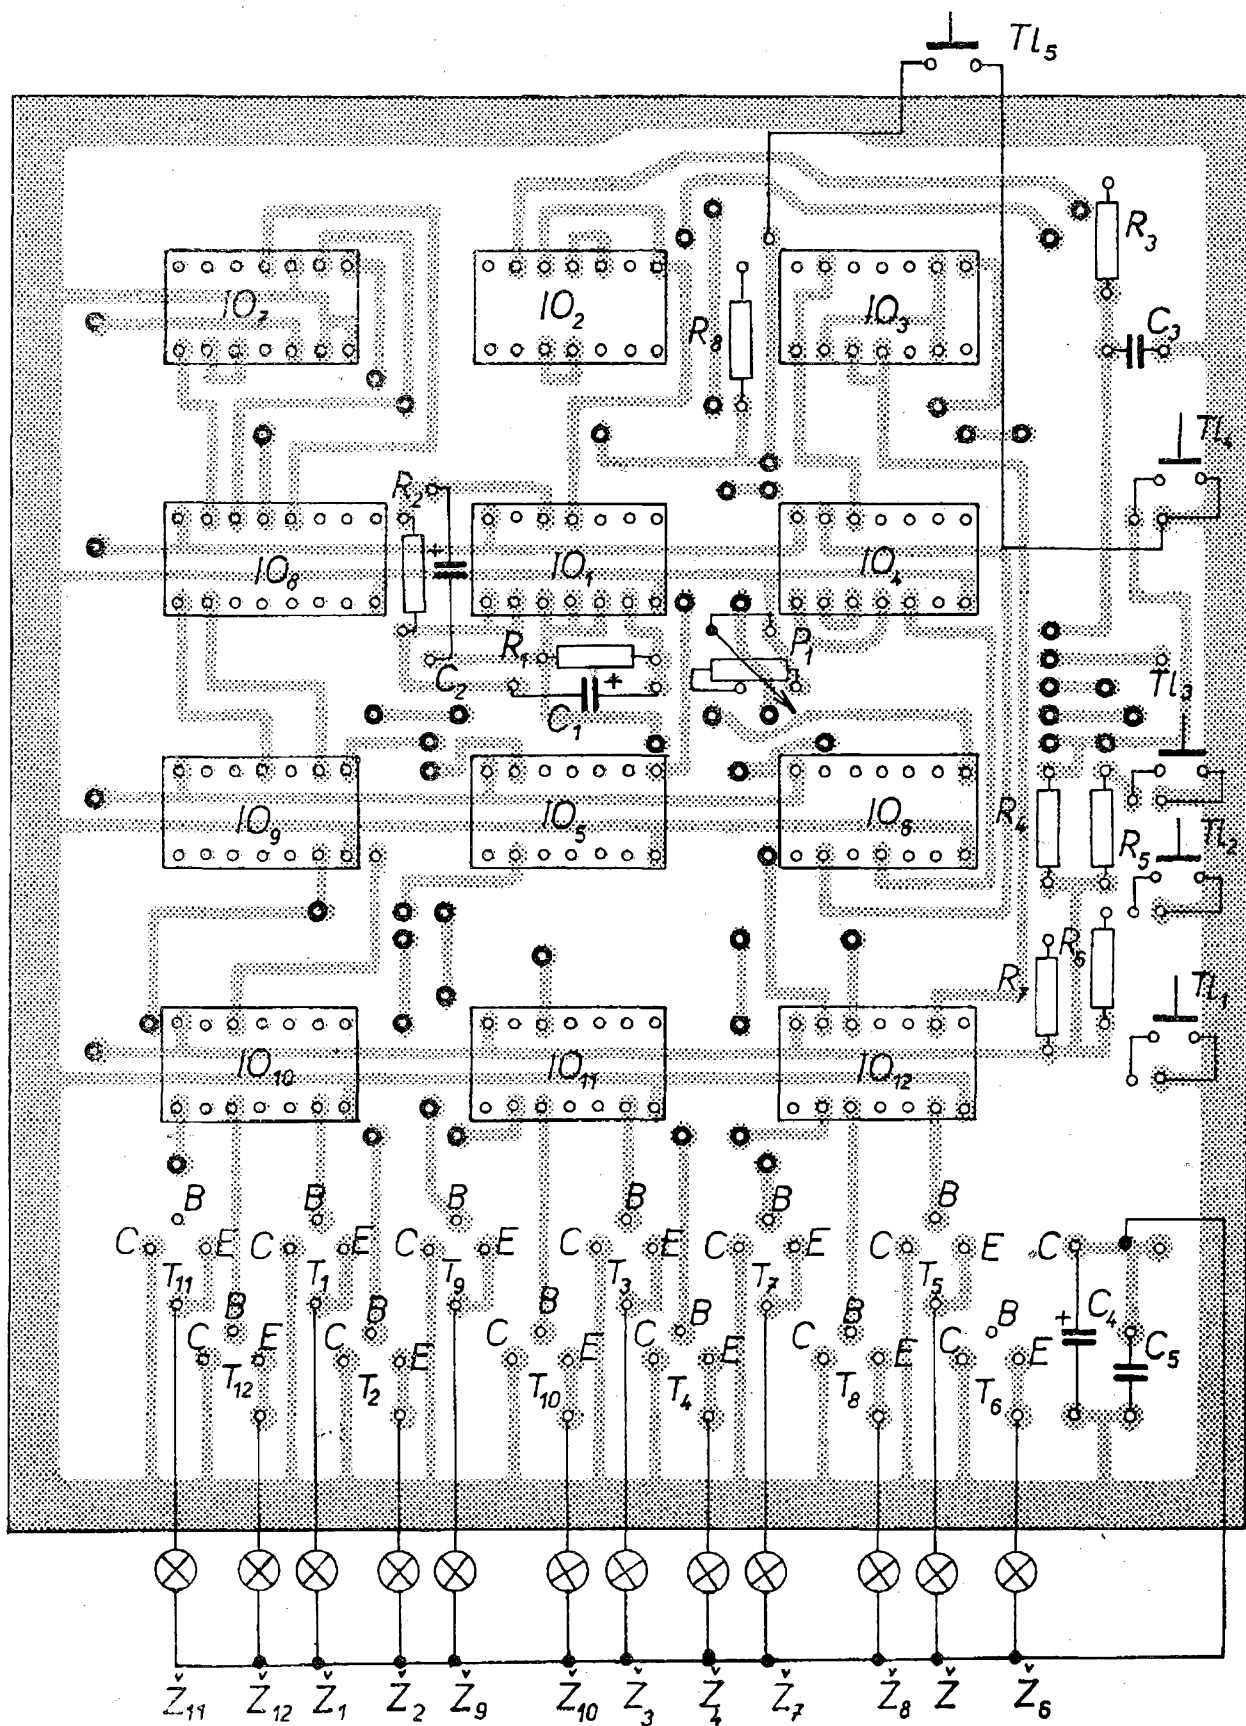 Tl5
R3
IO7 IO2 IO3
R8 C3
Tl4
R2
IO8 IO1 IO4
R1 P1
C2
C1
Tl3
IO9 IO5 IO6 R4 R5 Tl2
R7 R6
Tl1
IO10 IO11 IO12
B B B B B
C E C E C E C E C E C E C
T11 T1 T9 T3 T7 T5
B B B B B B C4
C E C E C E C E C E C E C5
T12 T2 T10 T4 T8 T6
Ž11 Ž12 Ž1 Ž2 Ž9 Ž10 Ž3 Ž4 Ž7 Ž8 Ž Ž6